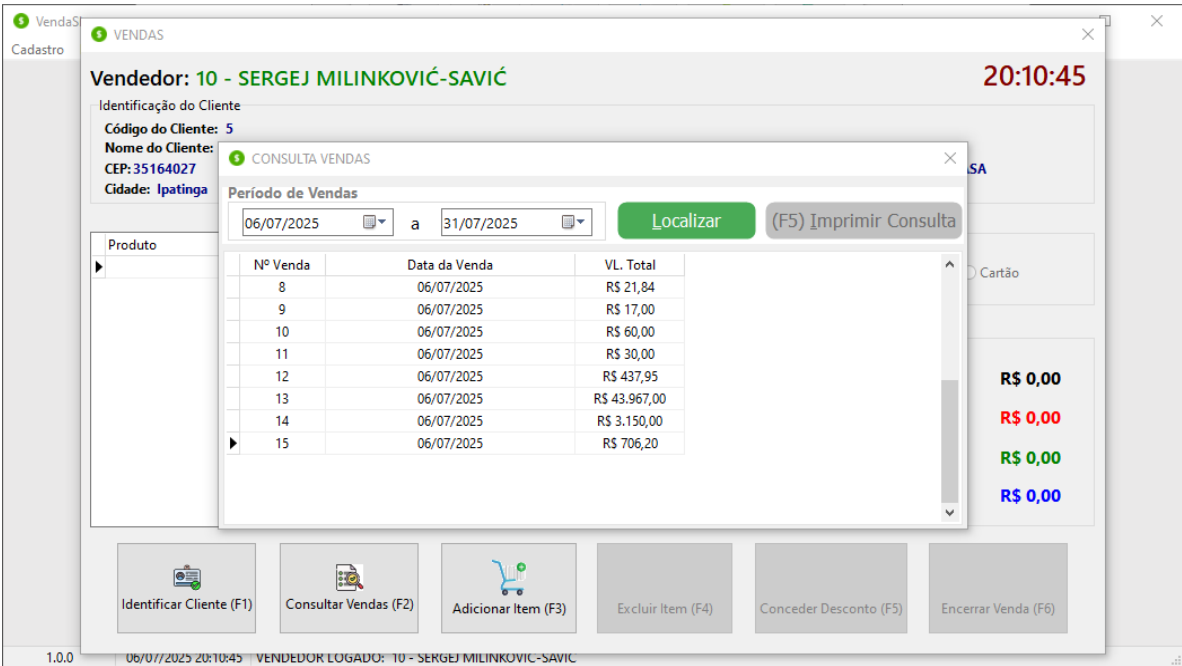 VendaS
VENDAS
Cadastro
Vendedor: 10 - SERGEJ MILINKOVIĆ-SAVIĆ
20:10:45
Identificação do Cliente
Código do Cliente: 5
Nome do Cliente:
CEP: 35164027
ASA
Cidade: Ipatinga
CONSULTA VENDAS
Período de Vendas
06/07/2025 a 31/07/2025
Localizar
(F5) Imprimir Consulta
Produto
Cartão
Nº Venda Data da Venda VL. Total
8 06/07/2025 R$ 21,84
9 06/07/2025 R$ 17,00
10 06/07/2025 R$ 60,00
11 06/07/2025 R$ 30,00
12 06/07/2025 R$ 437,95
13 06/07/2025 R$ 43.967,00
14 06/07/2025 R$ 3.150,00
15 06/07/2025 R$ 706,20
R$ 0,00
R$ 0,00
R$ 0,00
R$ 0,00
Identificar Cliente (F1)
Consultar Vendas (F2)
Adicionar Item (F3)
Excluir Item (F4)
Conceder Desconto (F5)
Encerrar Venda (F6)
1.0.0 06/07/2025 20:10:45 VENDEDOR LOGADO: 10 - SERGEJ MILINKOVIC-SAVIC